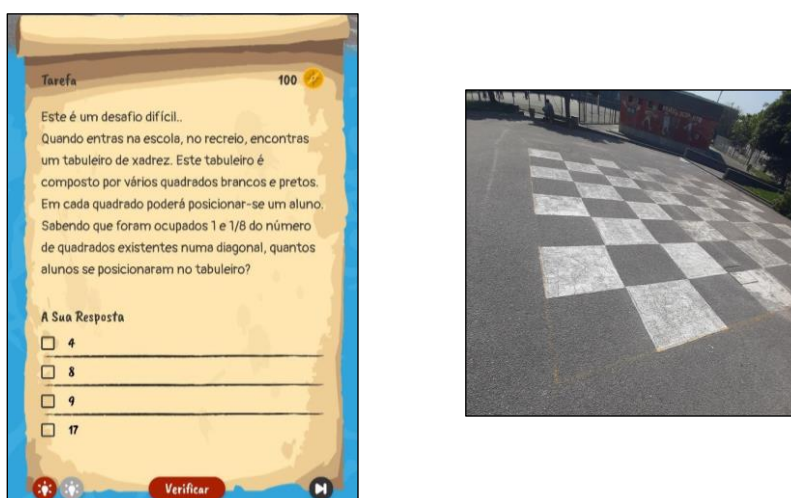 Tarefa 100
Este é um desafio difícil..
Quando entras na escola, no recreio, encontras
um tabuleiro de xadrez. Este tabuleiro é
composto por vários quadrados brancos e pretos.
Em cada quadrado poderá posicionar-se um aluno.
Sabendo que foram ocupados 1 e 1/8 do número
de quadrados existentes numa diagonal, quantos
alunos se posicionaram no tabuleiro?
A Sua Resposta
4
8
9
17
Verificar